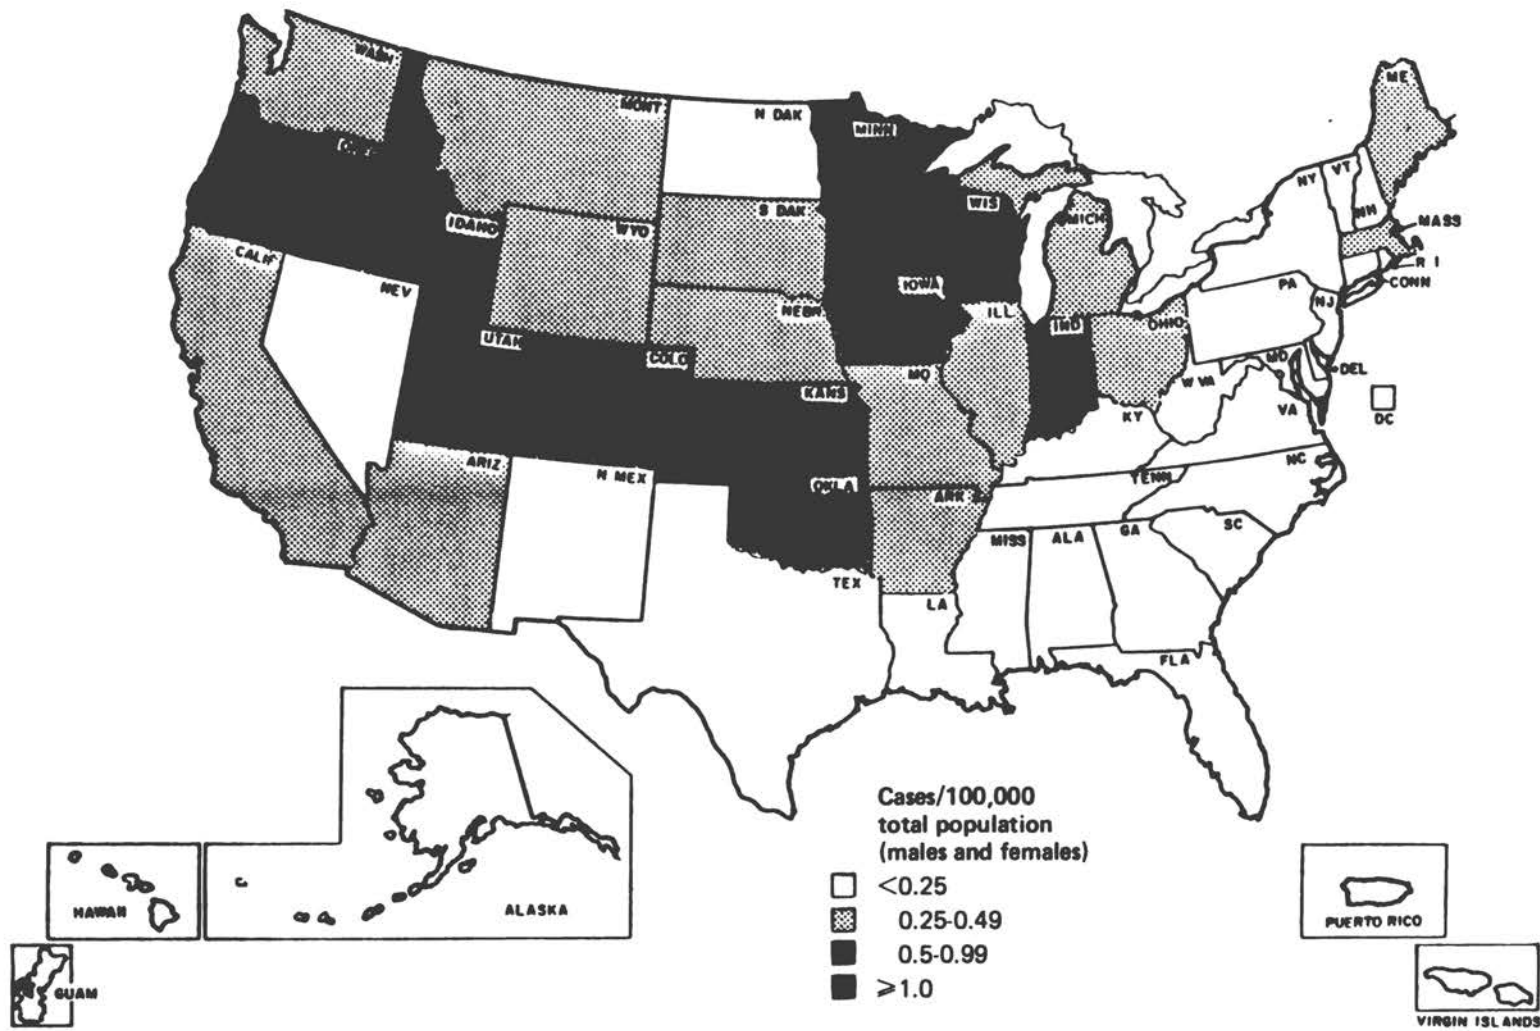 WASH
MONT
N DAK
MINN
ME
OREG
IDAHO
WYO
S DAK
WIS
MICH
NY
VT
NH
MASS
R I
CONN
CALIF
NEV
UTAH
COLO
NEBR
IOWA
ILL
IND
OHIO
PA
NJ
MD
DEL
DC
W VA
VA
KY
KANS
MO
ARIZ
N MEX
OKLA
ARK
TENN
NC
SC
TEX
LA
MISS
ALA
GA
FLA
HAWAII
ALASKA
GUAM
PUERTO RICO
VIRGIN ISLANDS
Cases/100,000
total population
(males and females)
<0.25
0.25-0.49
0.5-0.99
⩾1.0